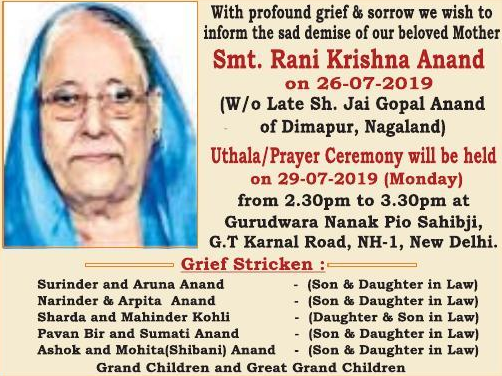 With profound grief & sorrow we wish to
inform the sad demise of our beloved Mother
Smt. Rani Krishna Anand
on 26-07-2019
(W/o Late Sh. Jai Gopal Anand
of Dimapur, Nagaland)
Uthala/Prayer Ceremony will be held
on 29-07-2019 (Monday)
from 2.30pm to 3.30pm at
Gurudwara Nanak Pio Sahibji,
G.T Karnal Road, NH-1, New Delhi.
Grief Stricken :
Surinder and Aruna Anand - (Son & Daughter in Law)
Narinder & Arpita Anand - (Son & Daughter in Law)
Sharda and Mahinder Kohli - (Daughter & Son in Law)
Pavan Bir and Sumati Anand - (Son & Daughter in Law)
Ashok and Mohita(Shibani) Anand - (Son & Daughter in Law)
Grand Children and Great Grand Children